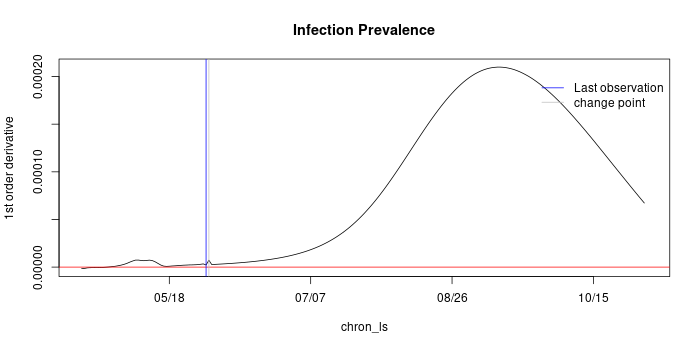 Infection Prevalence
1st order derivative
0.00020
0.00010
0.00000
Last observation
change point
05/18 07/07 08/26 10/15
chron_ls